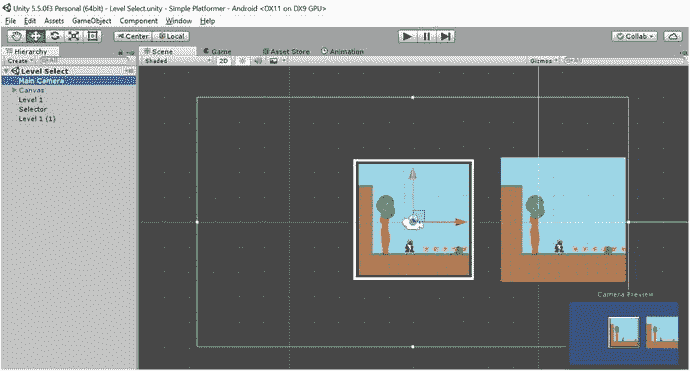 Unity 5.5.0f3 Personal (64bit) - Level Select.unity - Simple Platformer - Android <DX11 on DX9 GPU>
File Edit Assets GameObject Component Window Help
Center Local Collab
Hierarchy Scene Game Asset Store Animation
Create All Shaded 2D Gizmos All
Level Select
Main Camera
Canvas
Level 1
Selector
Level 1 (1)
Camera Preview